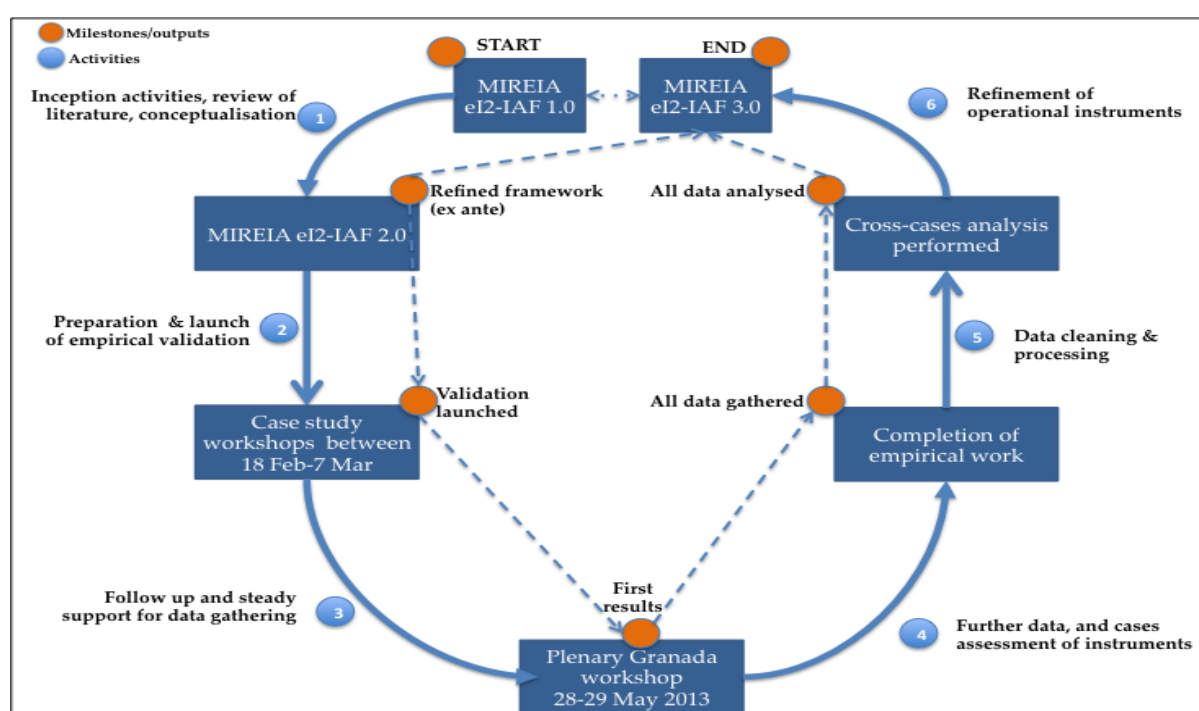 Milestones/outputs
Activities
START
END
MIREIA
eI2-IAF 1.0
MIREIA
eI2-IAF 3.0
Inception activities, review of
literature, conceptualisation
1
6
Refinement of
operational instruments
Refined framework
(ex ante)
All data analysed
MIREIA eI2-IAF 2.0
Cross-cases analysis
performed
Preparation & launch
of empirical validation
2
5
Data cleaning &
processing
Validation
launched
All data gathered
Case study
workshops between
18 Feb-7 Mar
Completion of
empirical work
Follow up and steady
support for data gathering
3
First
results
4
Further data, and cases
assessment of instruments
Plenary Granada
workshop
28-29 May 2013